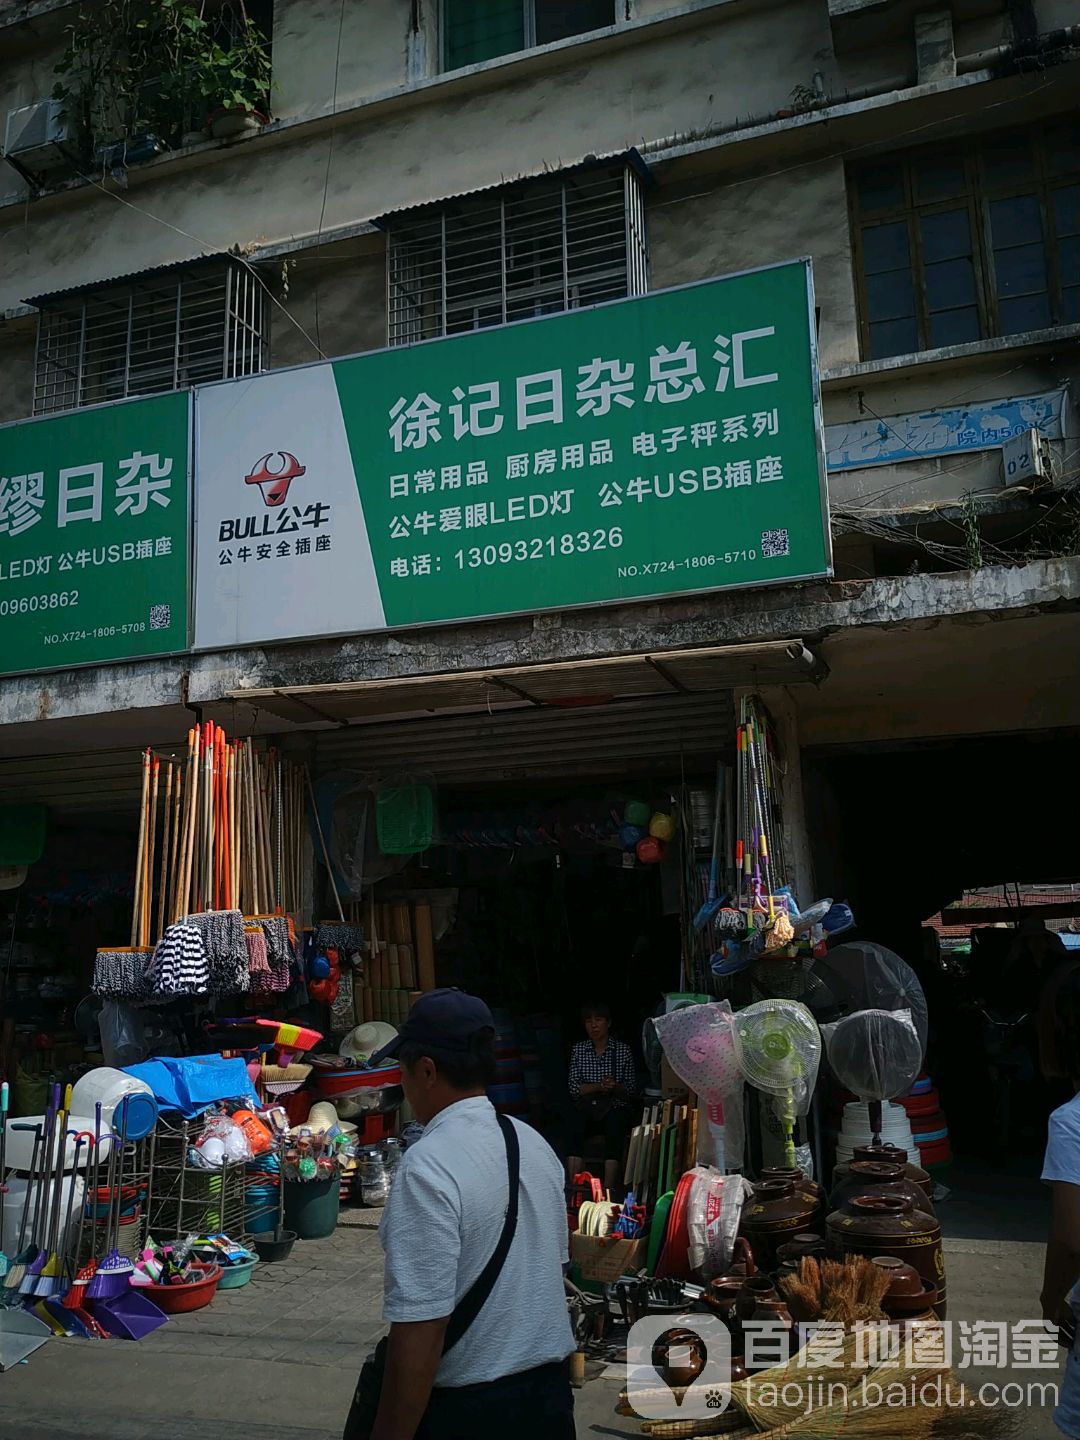 徐记日杂总汇
日常用品 厨房用品 电子秤系列
公牛爱眼LED灯 公牛USB插座
电话：13093218326
NO.X724-1806-5710
BULL公牛
公牛安全插座
缪日杂
LED灯 公牛USB插座
09603862
NO.X724-1806-5708
院内50米
02
百度地图淘金
taojin.baidu.com